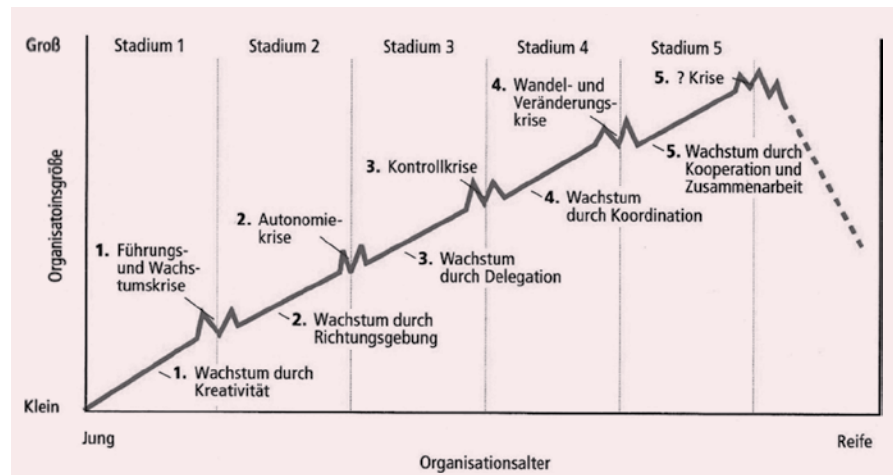 Groß
Stadium 1
Stadium 2
Stadium 3
Stadium 4
Stadium 5
5. ? Krise
4. Wandel- und
Veränderungs-
krise
5. Wachstum durch
Kooperation und
Zusammenarbeit
3. Kontrollkrise
4. Wachstum
durch Koordination
2. Autonomie-
krise
3. Wachstum
durch Delegation
1. Führungs-
und Wachs-
tumskrise
2. Wachstum durch
Richtungsgebung
1. Wachstum durch
Kreativität
Organisatoinsgröße
Klein
Jung
Reife
Organisationsalter